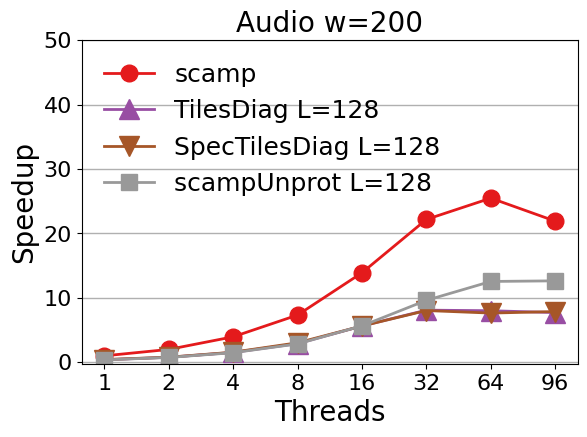 Audio w=200
50
40
30
20
10
0
Speedup
scamp
TilesDiag L=128
SpecTilesDiag L=128
scampUnprot L=128
1 2 4 8 16 32 64 96
Threads